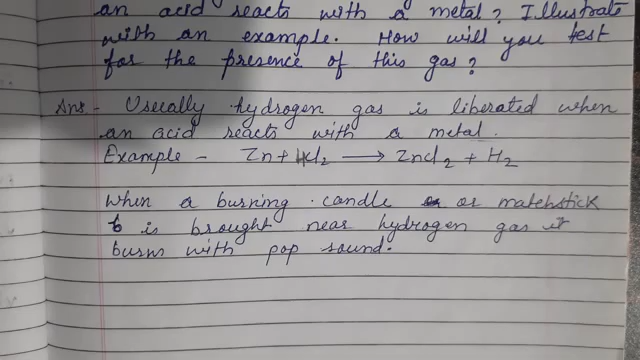 an acid reacts with a metal? Illustrate
with an example. How will you test
for the presence of this gas?
Ans.- Usually hydrogen gas is liberated when
an acid reacts with a metal.
Example - Zn + Hcl₂ ⟶ Zncl₂ + H₂
When a burning candle or matchstick
is brought near hydrogen gas it
burns with pop sound.